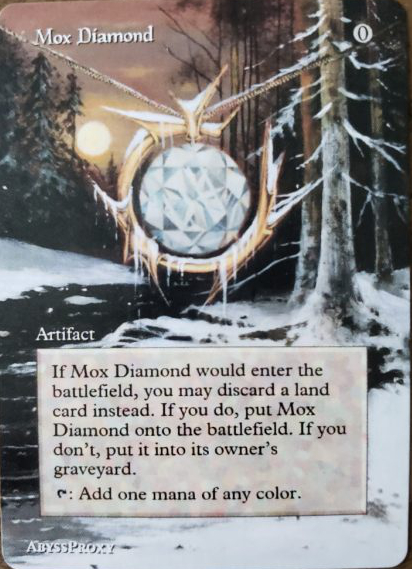 Mox Diamond
0
Artifact
If Mox Diamond would enter the
battlefield, you may discard a land
card instead. If you do, put Mox
Diamond onto the battlefield. If you
don't, put it into its owner's
graveyard.
: Add one mana of any color.
AbyssProxy